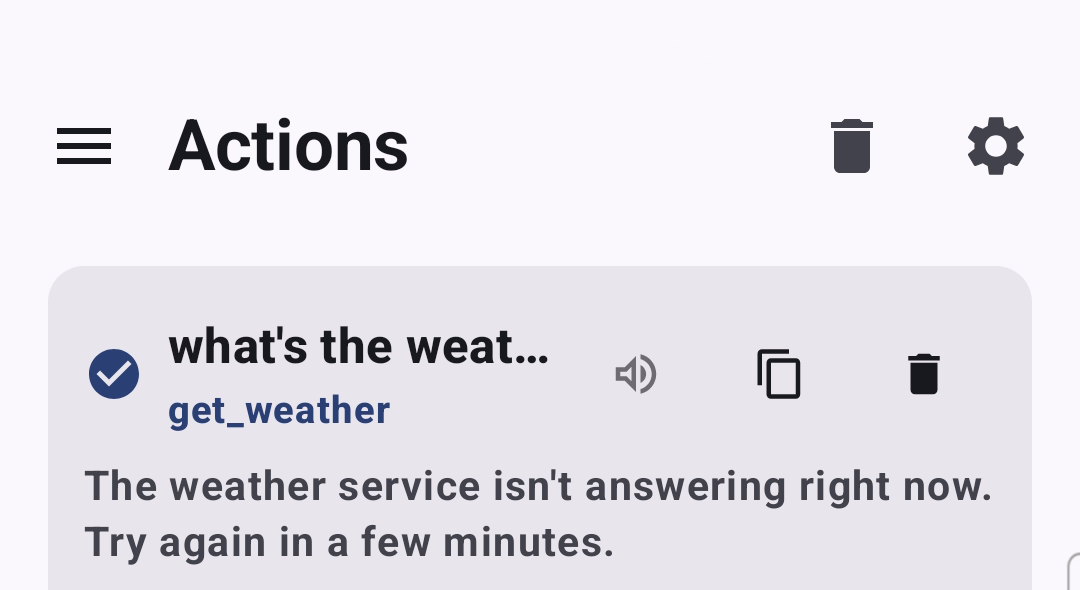 Actions
what's the weat...
get_weather
The weather service isn't answering right now.
Try again in a few minutes.